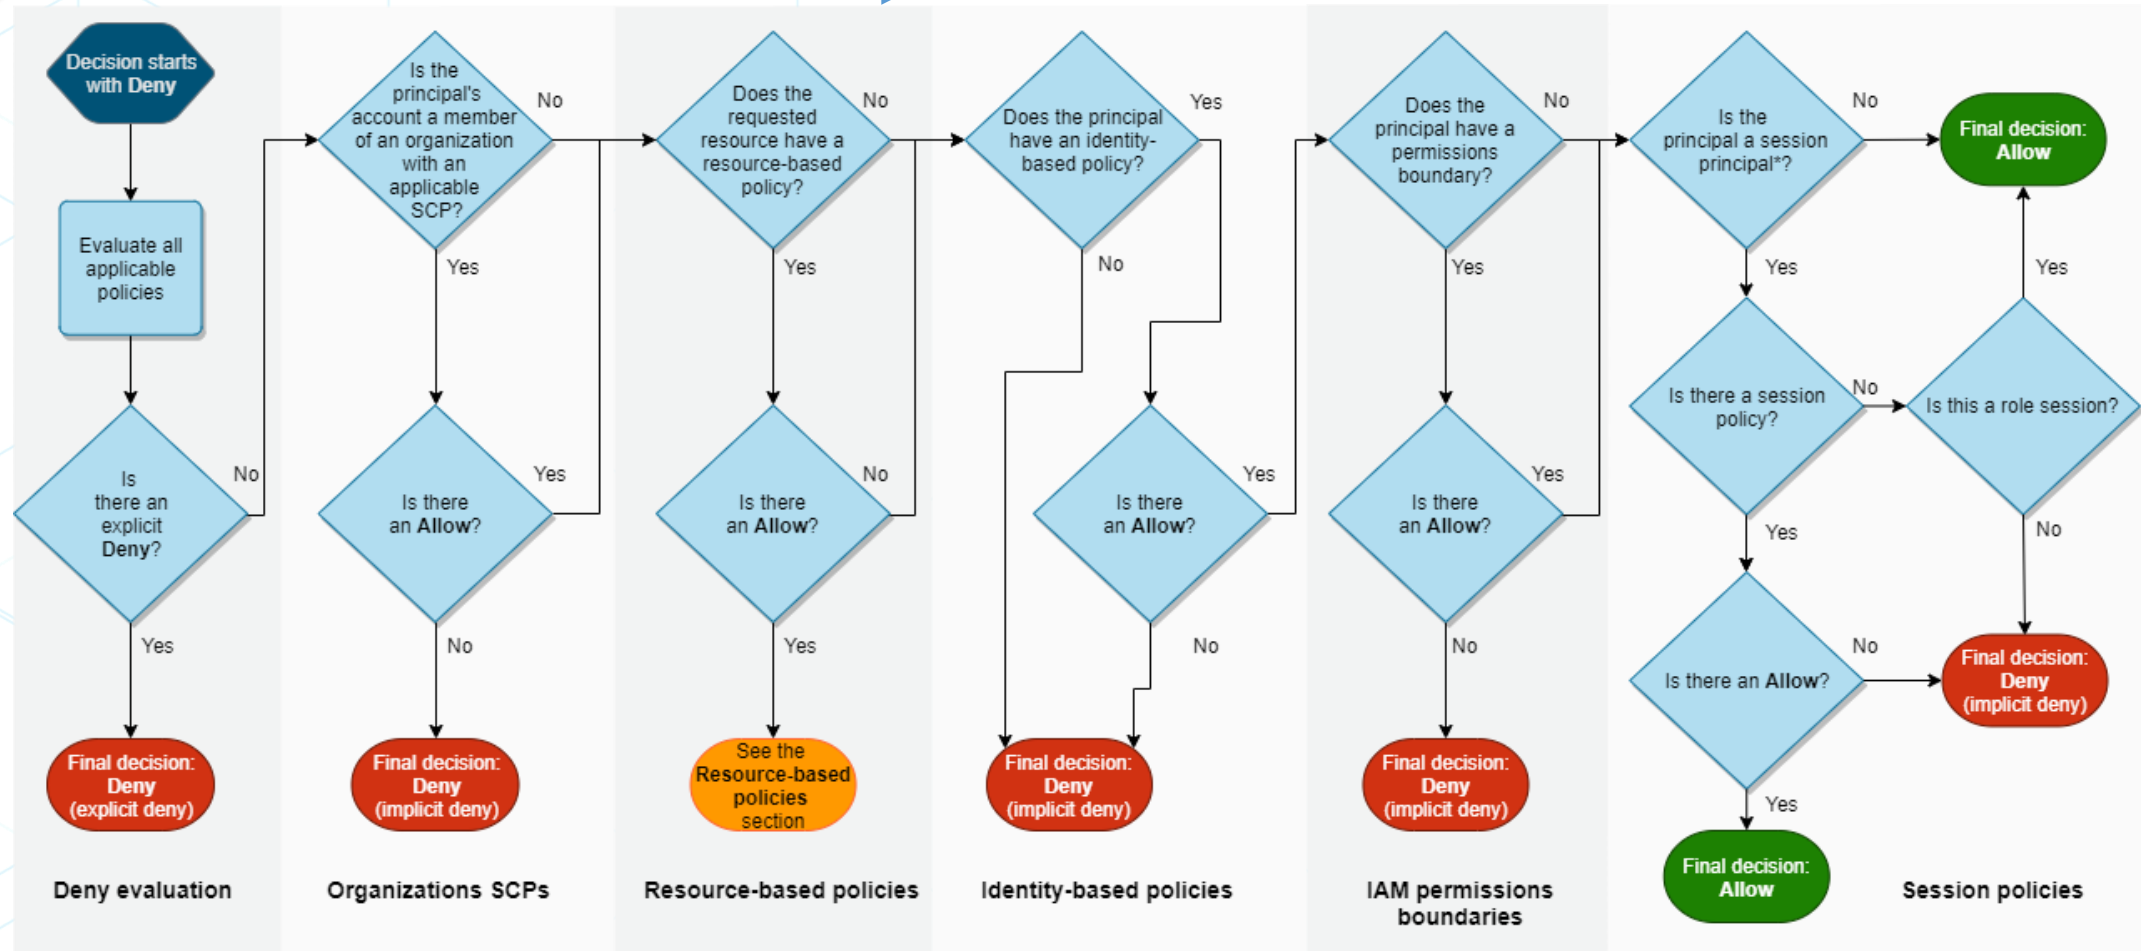 Decision starts
with Deny
Evaluate all
applicable
policies
Is
there an
explicit
Deny?
No
Yes
Final decision:
Deny
(explicit deny)
Deny evaluation
Is the
principal's
account a member
of an organization
with an
applicable
SCP?
No
Yes
Is there
an Allow?
Yes
No
Final decision:
Deny
(implicit deny)
Organizations SCPs
Does the
requested
resource have a
resource-based
policy?
No
Yes
Is there
an Allow?
No
Yes
See the
Resource-based
policies
section
Resource-based policies
Does the principal
have an identity-
based policy?
Yes
No
Is there
an Allow?
Yes
No
Final decision:
Deny
(implicit deny)
Identity-based policies
Does the
principal have a
permissions
boundary?
No
Yes
Is there
an Allow?
Yes
No
Final decision:
Deny
(implicit deny)
IAM permissions
boundaries
Is the
principal a session
principal*?
No
Final decision:
Allow
Yes
Is there a session
policy?
No
Is this a role session?
Yes
No
Yes
Is there an Allow?
No
Final decision:
Deny
(implicit deny)
Yes
Final decision:
Allow
Session policies